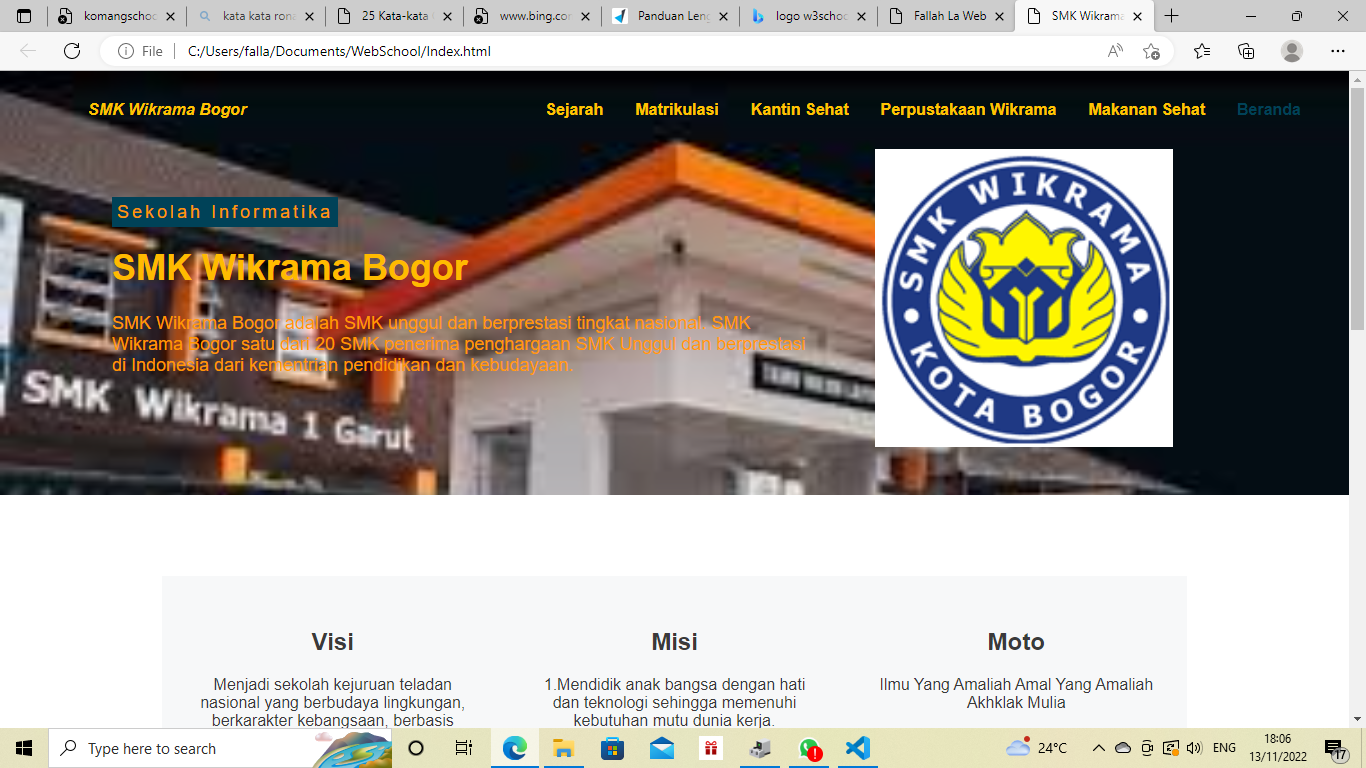 komangschoo
kata kata rona
25 Kata-kata
www.bing.co
Panduan Leng
logo w3schoo
Fallah La Web
SMK Wikrama
File
C:/Users/falla/Documents/WebSchool/Index.html
SMK Wikrama Bogor
Sejarah
Matrikulasi
Kantin Sehat
Perpustakaan Wikrama
Makanan Sehat
Beranda
Sekolah Informatika
SMK Wikrama Bogor
SMK Wikrama Bogor adalah SMK unggul dan berprestasi tingkat nasional. SMK
Wikrama Bogor satu dari 20 SMK penerima penghargaan SMK Unggul dan berprestasi
di Indonesia dari kementrian pendidikan dan kebudayaan.
SMK Wikrama 1 Garut
SMK WIKRAMA
KOTA BOGOR
Visi
Menjadi sekolah kejuruan teladan
nasional yang berbudaya lingkungan,
berkarakter kebangsaan, berbasis
Misi
1.Mendidik anak bangsa dengan hati
dan teknologi sehingga memenuhi
kebutuhan mutu dunia kerja.
Moto
Ilmu Yang Amaliah Amal Yang Amaliah
Akhklak Mulia
Type here to search
24°C
ENG
18:06
13/11/2022
17